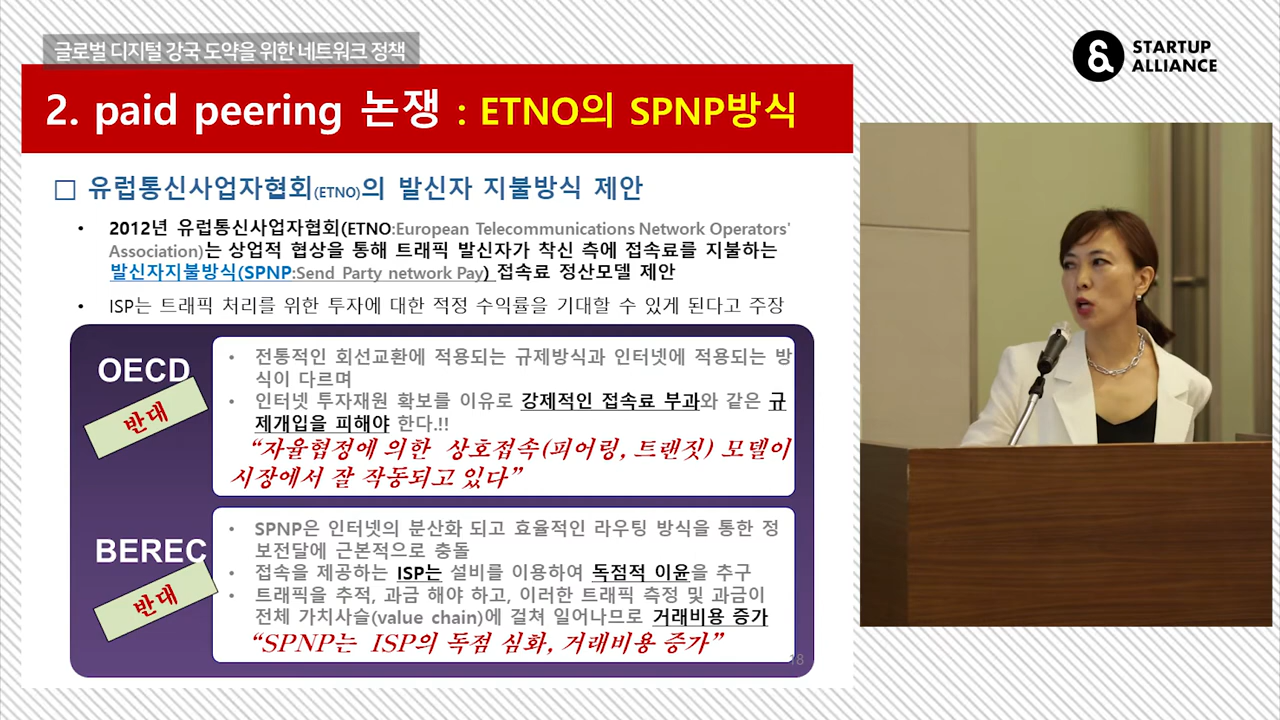 글로벌 디지털 강국 도약을 위한 네트워크 정책
STARTUP
ALLIANCE
2. paid peering 논쟁 : ETNO의 SPNP방식
□ 유럽통신사업자협회(ETNO)의 발신자 지불방식 제안
• 2012년 유럽통신사업자협회(ETNO:European Telecommunications Network Operators'
Association)는 상업적 협상을 통해 트래픽 발신자가 착신 측에 접속료를 지불하는
발신자지불방식(SPNP:Send Party network Pay) 접속료 정산모델 제안
• ISP는 트래픽 처리를 위한 투자에 대한 적정 수익률을 기대할 수 있게 된다고 주장
OECD
반대
• 전통적인 회선교환에 적용되는 규제방식과 인터넷에 적용되는 방
식이 다르며
• 인터넷 투자재원 확보를 이유로 강제적인 접속료 부과와 같은 규
제개입을 피해야 한다.!!
“자율협정에 의한 상호접속(피어링, 트랜짓) 모델이
시장에서 잘 작동되고 있다”
BEREC
반대
• SPNP은 인터넷의 분산화 되고 효율적인 라우팅 방식을 통한 정
보전달에 근본적으로 충돌
• 접속을 제공하는 ISP는 설비를 이용하여 독점적 이윤을 추구
• 트래픽을 추적, 과금 해야 하고, 이러한 트래픽 측정 및 과금이
전체 가치사슬(value chain)에 걸쳐 일어나므로 거래비용 증가
“SPNP는 ISP의 독점 심화, 거래비용 증가”
18